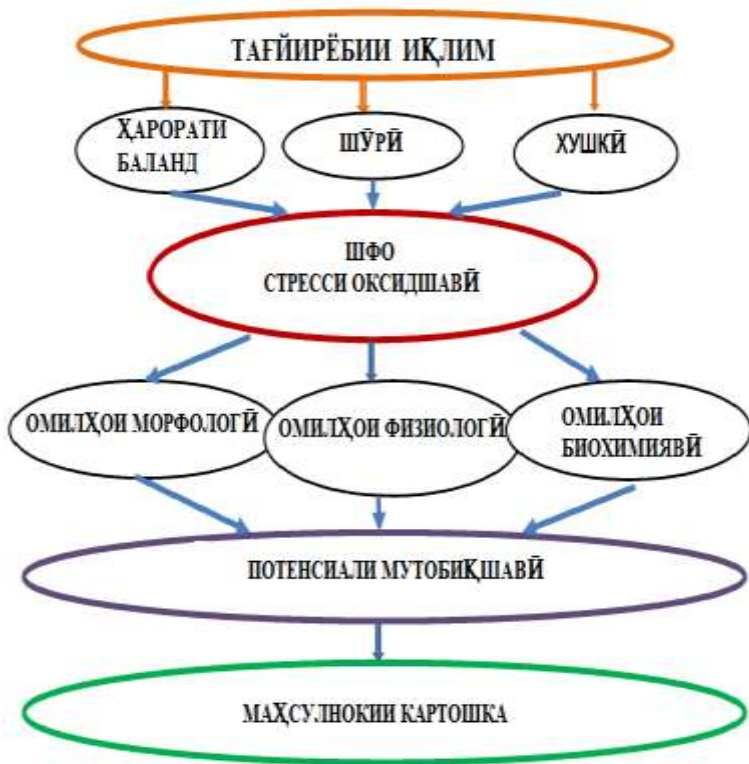 ТАҒЙИРЁБИИ ИҚЛИМ
ҲАРОРАТИ
БАЛАНД
ШӮРӢ
ХУШКӢ
ШФО
СТРЕССИ ОКСИДШАВӢ
ОМИЛҲОИ МОРФОЛОГӢ
ОМИЛҲОИ ФИЗИОЛОГӢ
ОМИЛҲОИ
БИОХИМИЯВӢ
ПОТЕНСИАЛИ МУТОБИҚШАВӢ
МАҲСУЛНОКИИ КАРТОШКА